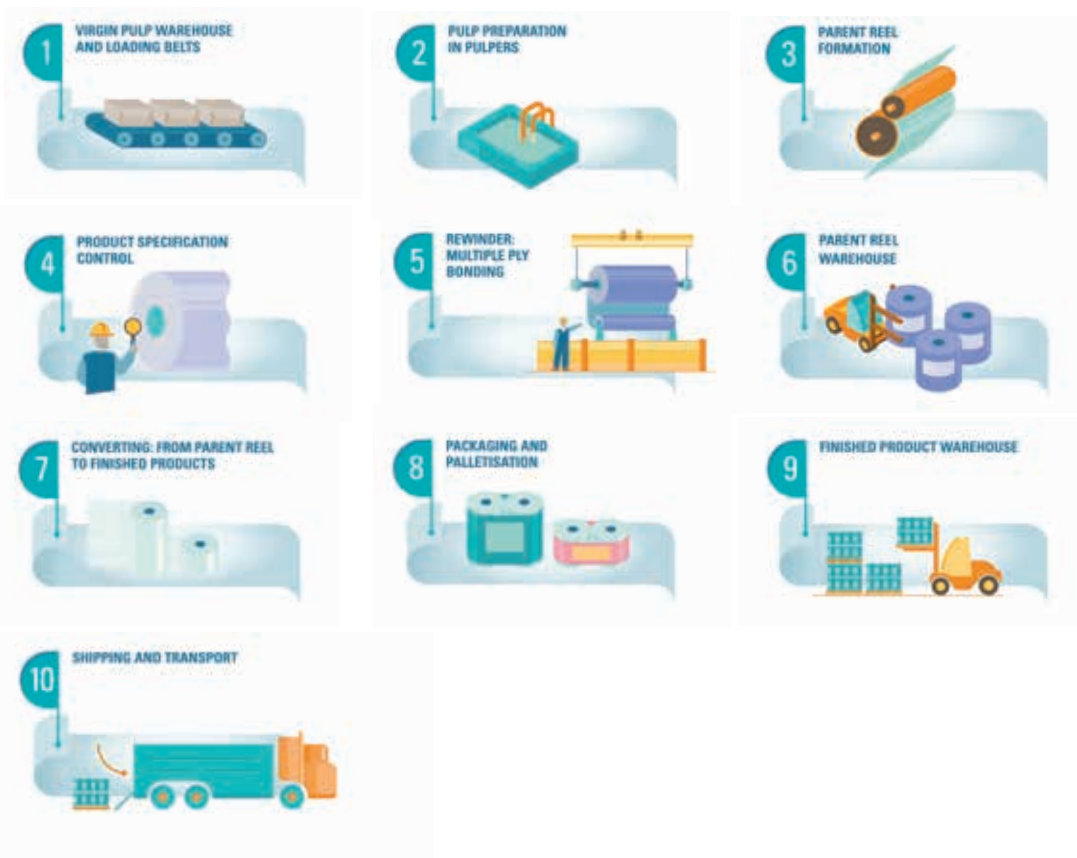 1
VIRGIN PULP WAREHOUSE
AND LOADING BELTS
2
PULP PREPARATION
IN PULPERS
3
PARENT REEL
FORMATION
4
PRODUCT SPECIFICATION
CONTROL
5
REWINDER:
MULTIPLE PLY
BONDING
6
PARENT REEL
WAREHOUSE
7
CONVERTING: FROM PARENT REEL
TO FINISHED PRODUCTS
8
PACKAGING AND
PALLETISATION
9
FINISHED PRODUCT WAREHOUSE
10
SHIPPING AND TRANSPORT